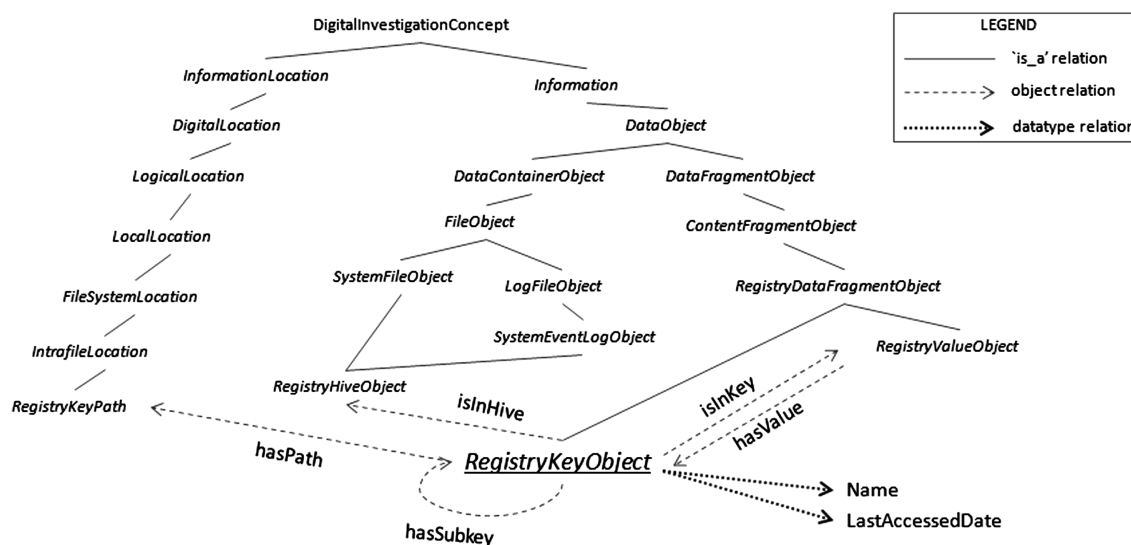 DigitalInvestigationConcept
LEGEND
`is_a’ relation
object relation
datatype relation
InformationLocation
Information
DigitalLocation
DataObject
LogicalLocation
DataContainerObject
DataFragmentObject
FileObject
ContentFragmentObject
LocalLocation
SystemFileObject
LogFileObject
RegistryDataFragmentObject
FileSystemLocation
SystemEventLogObject
RegistryValueObject
IntrafileLocation
RegistryHiveObject
RegistryKeyPath
isInHive
isInKey
hasValue
hasPath
RegistryKeyObject
Name
LastAccessedDate
hasSubkey